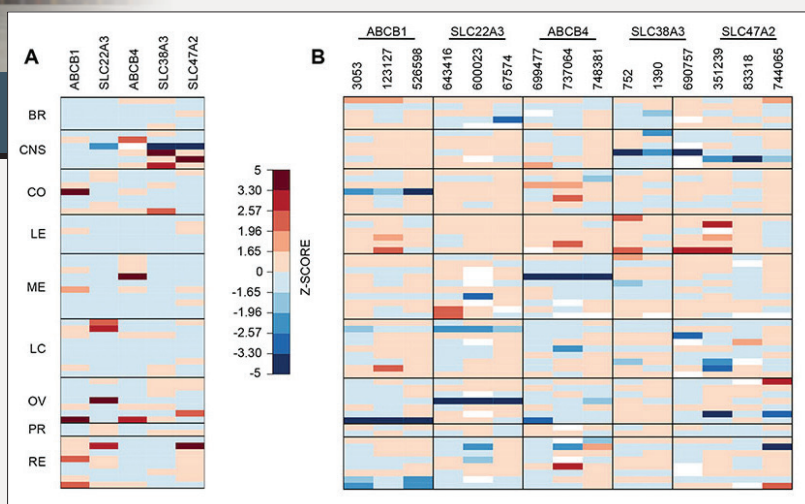 A
ABCB1 SLC22A3 ABCB4 SLC38A3 SLC47A2
BR
CNS
CO
LE
ME
LC
OV
PR
RE
5
3.30
2.57
1.96
1.65
0
-1.65
-1.96
-2.57
-3.30
-5
Z-SCORE
B
ABCB1 SLC22A3 ABCB4 SLC38A3 SLC47A2
3053 123127 526598 643416 600023 67574 699477 737064 748381 752 1390 690757 351239 83318 744065